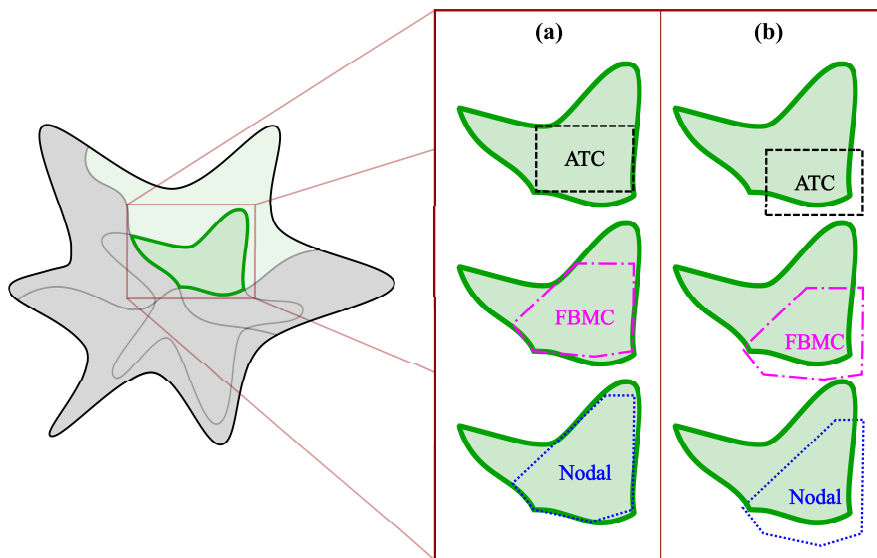 (a) (b)
ATC
ATC
FBMC
FBMC
Nodal
Nodal